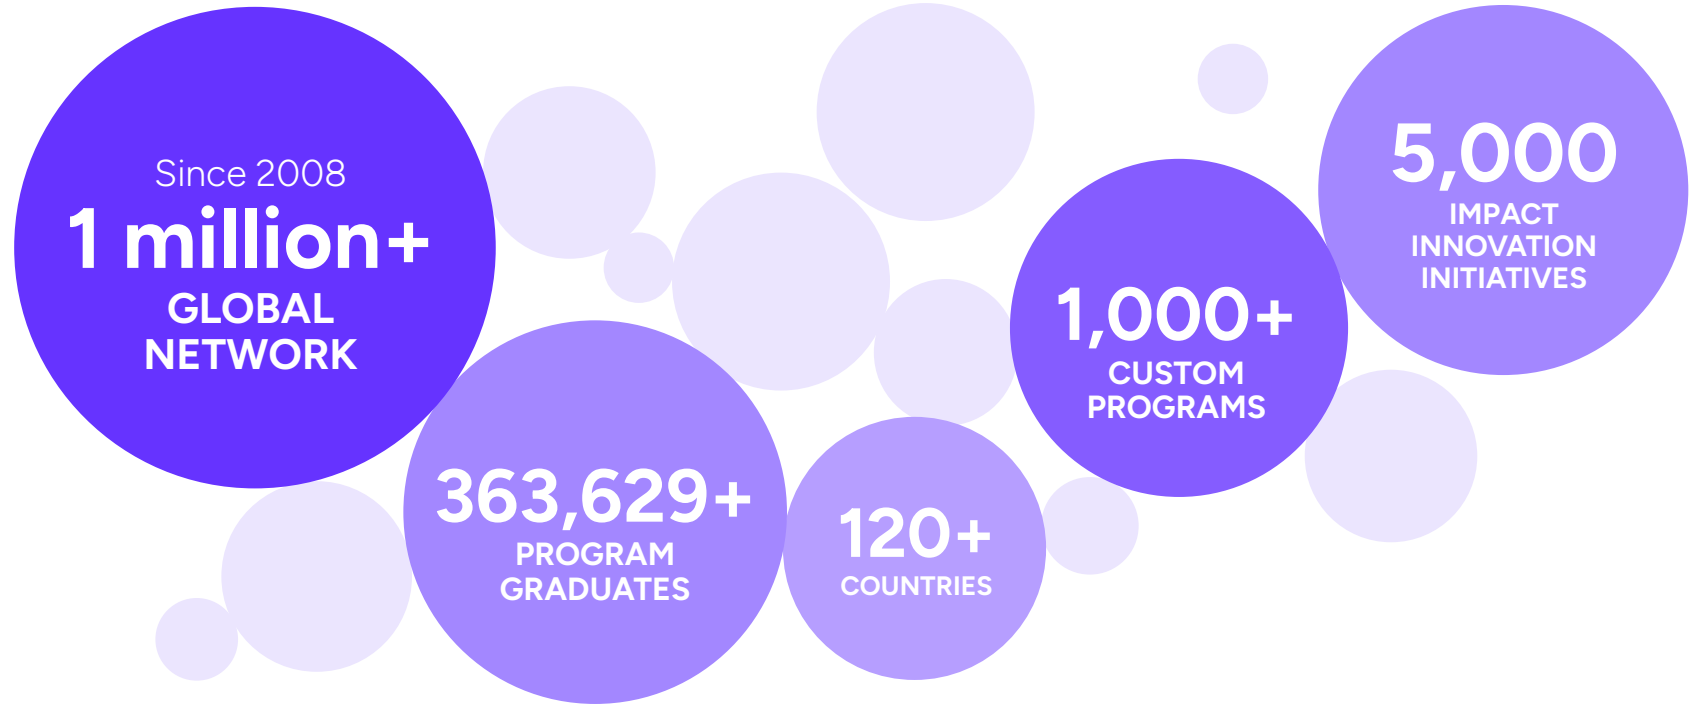 Since 2008
1 million+
GLOBAL
NETWORK
363,629+
PROGRAM
GRADUATES
120+
COUNTRIES
1,000+
CUSTOM
PROGRAMS
5,000
IMPACT
INNOVATION
INITIATIVES